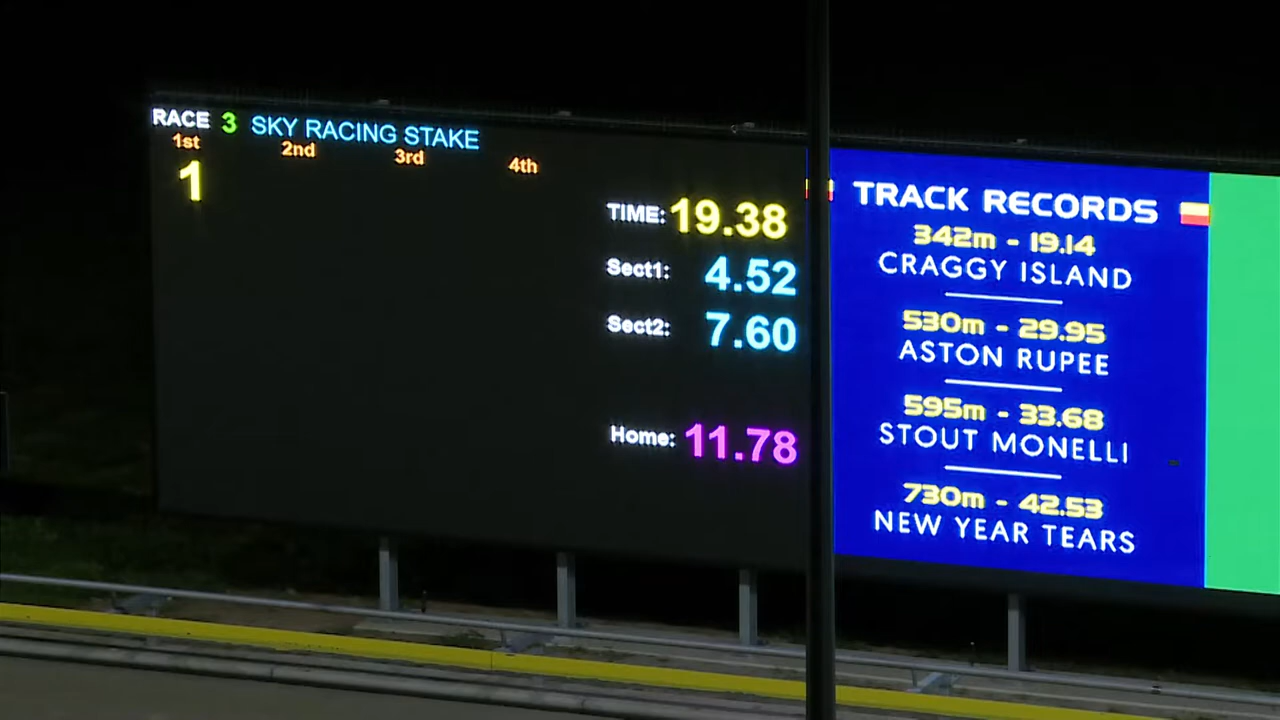 RACE 3 SKY RACING STAKE
1st 2nd 3rd 4th
1
TIME: 19.38
Sect1: 4.52
Sect2: 7.60
Home: 11.78
TRACK RECORDS
342m - 19.14
CRAGGY ISLAND
530m - 29.95
ASTON RUPEE
595m - 33.68
STOUT MONELLI
730m - 42.53
NEW YEAR TEARS